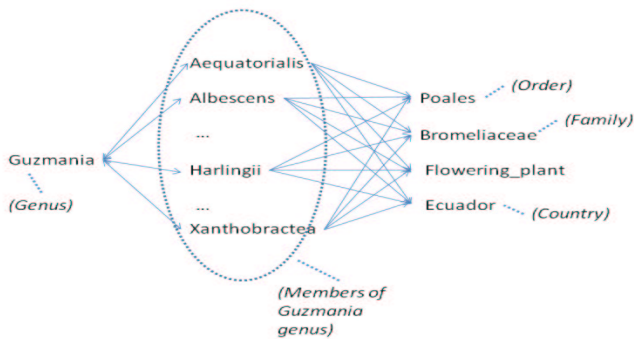 Aequatorialis
Albescens
...
Harlingii
...
Xanthobractea
Guzmania
(Genus)
Poales
(Order)
Bromeliaceae
(Family)
Flowering_plant
Ecuador
(Country)
(Members of
Guzmania
genus)